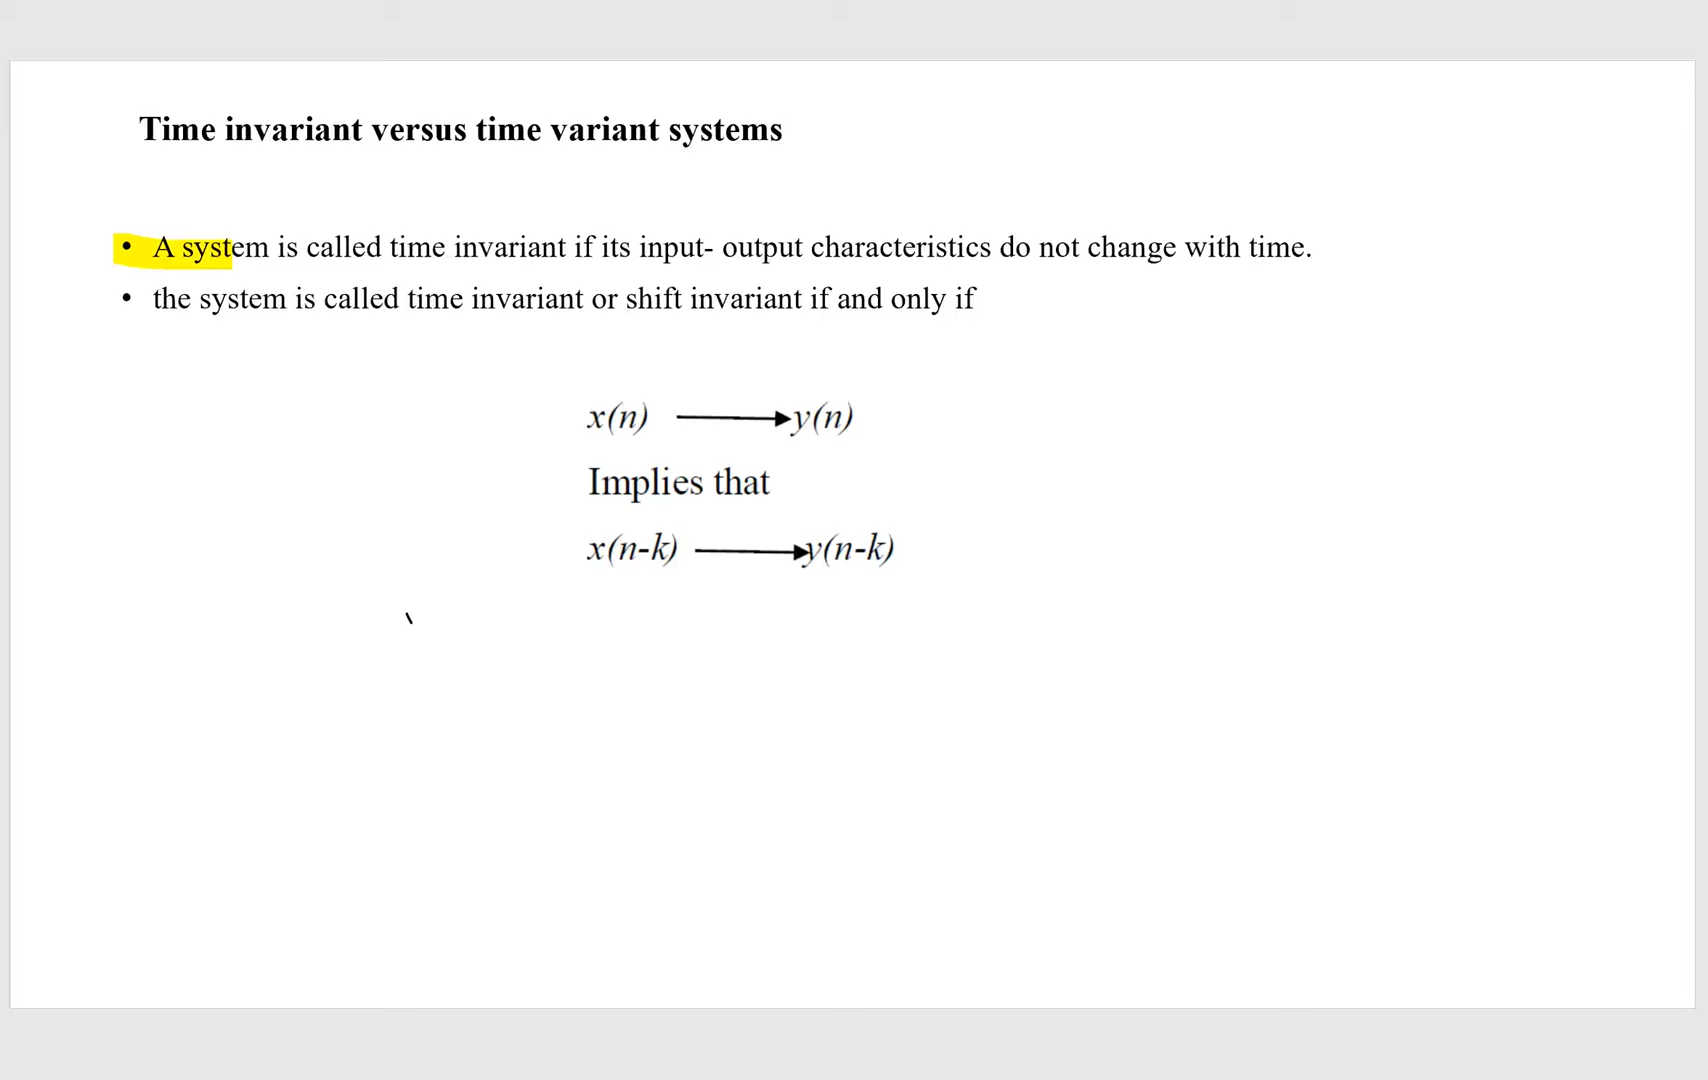 Time invariant versus time variant systems
• A system is called time invariant if its input- output characteristics do not change with time.
• the system is called time invariant or shift invariant if and only if
x(n) ⟶ y(n)
Implies that
x(n-k) ⟶ y(n-k)